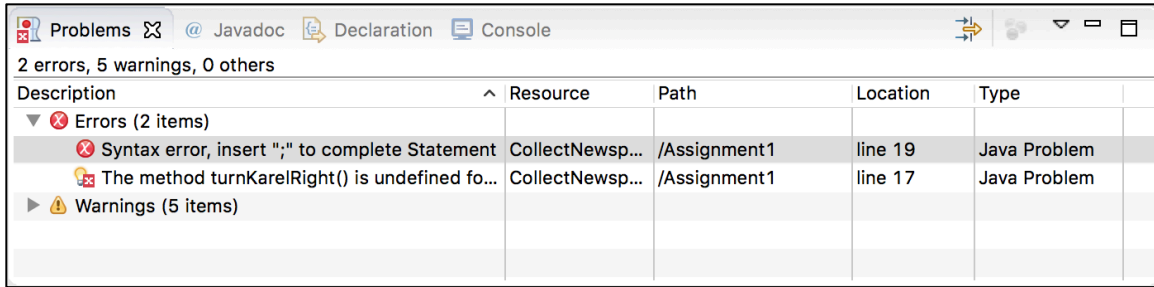 Problems @ Javadoc Declaration Console
2 errors, 5 warnings, 0 others
Description Resource Path Location Type
Errors (2 items)
Syntax error, insert ";" to complete Statement CollectNewsp... /Assignment1 line 19 Java Problem
The method turnKarelRight() is undefined fo... CollectNewsp... /Assignment1 line 17 Java Problem
Warnings (5 items)